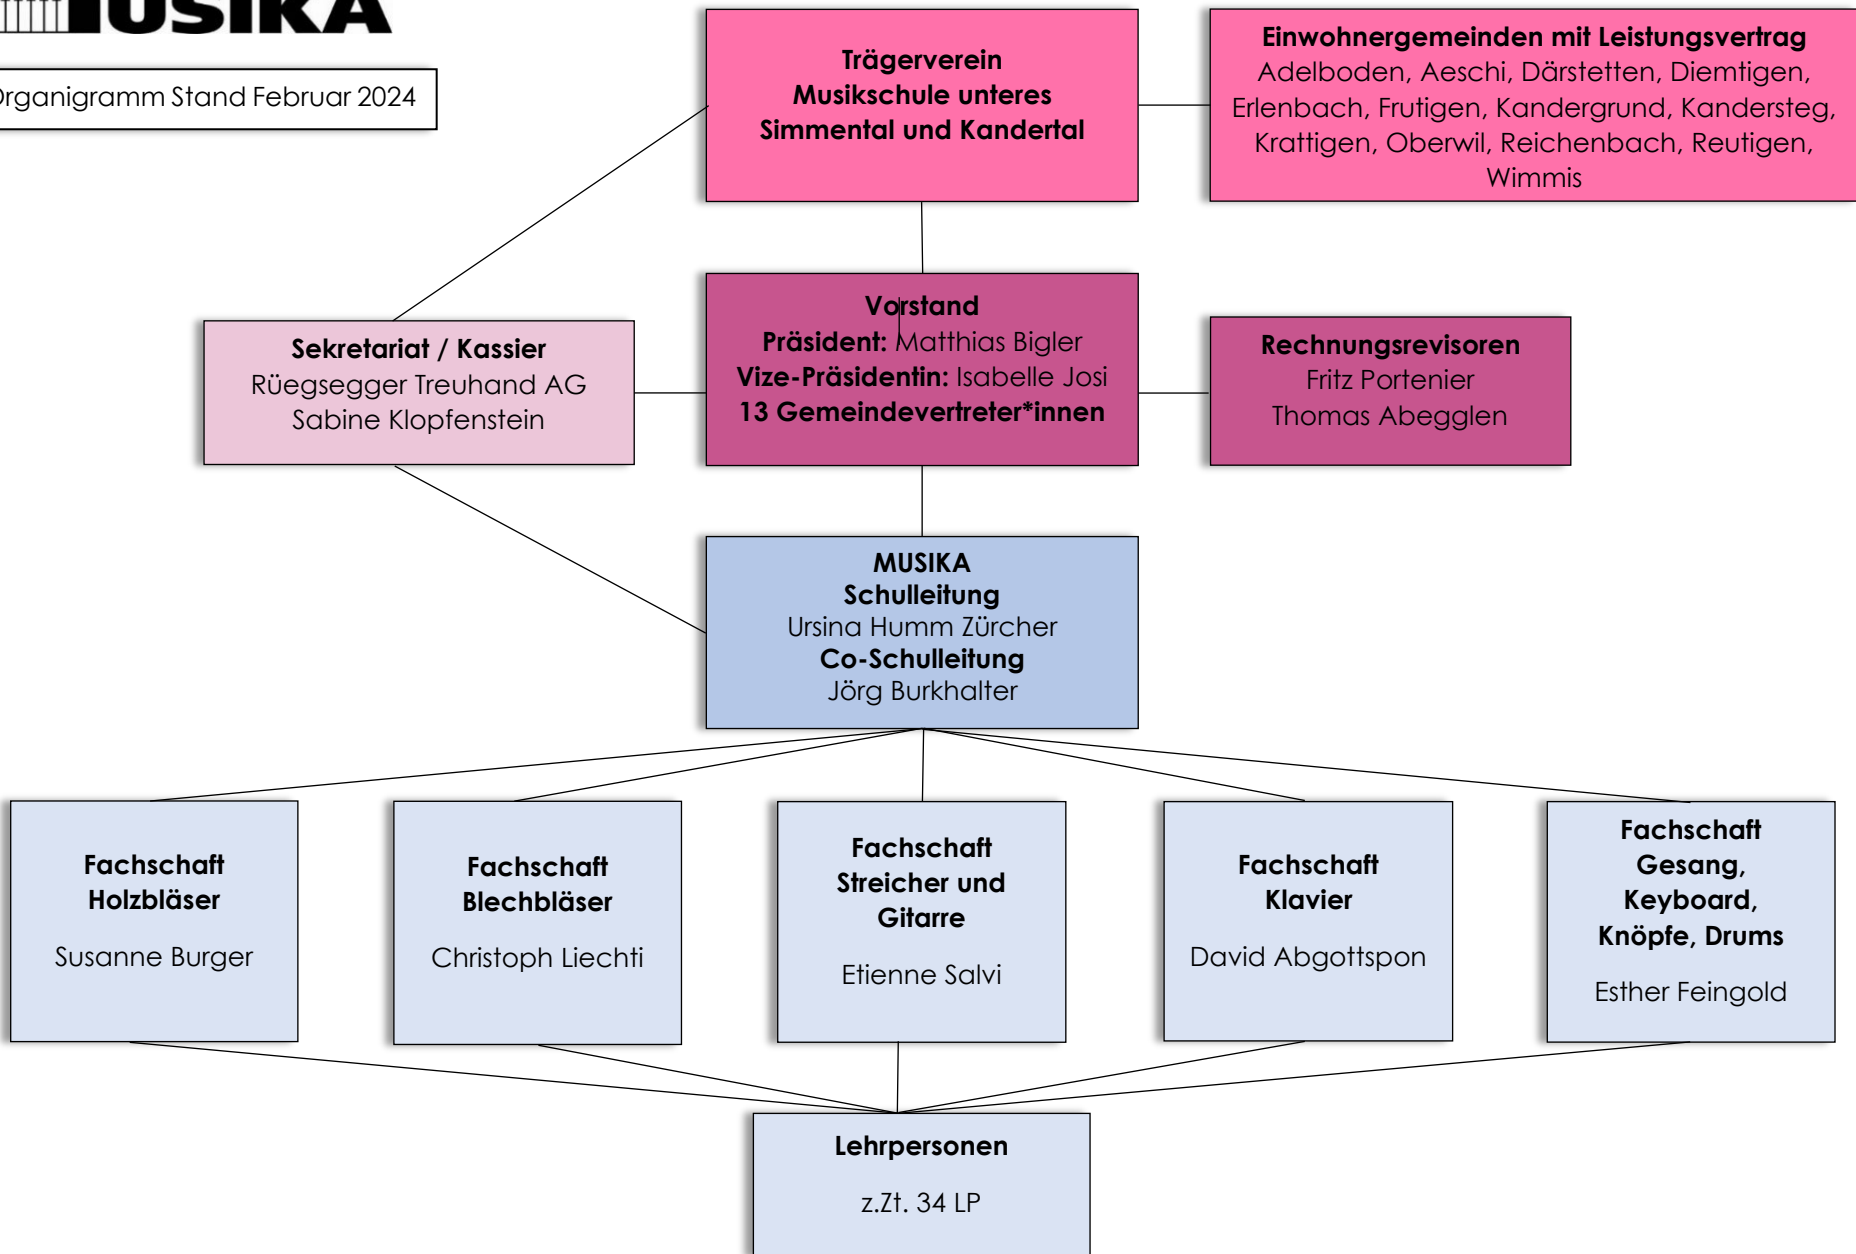 MUSIKA
Organigramm Stand Februar 2024
Trägerverein
Musikschule unteres
Simmental und Kandertal
Einwohnergemeinden mit Leistungsvertrag
Adelboden, Aeschi, Därstetten, Diemtigen,
Erlenbach, Frutigen, Kandergrund, Kandersteg,
Krattigen, Oberwil, Reichenbach, Reutigen,
Wimmis
Sekretariat / Kassier
Rüegsegger Treuhand AG
Sabine Klopfenstein
Vorstand
Präsident: Matthias Bigler
Vize-Präsidentin: Isabelle Josi
13 Gemeindevertreter*innen
Rechnungsrevisoren
Fritz Portenier
Thomas Abegglen
MUSIKA
Schulleitung
Ursina Humm Zürcher
Co-Schulleitung
Jörg Burkhalter
Fachschaft
Holzbläser
Susanne Burger
Fachschaft
Blechbläser
Christoph Liechti
Fachschaft
Streicher und
Gitarre
Etienne Salvi
Fachschaft
Klavier
David Abgottspon
Fachschaft
Gesang,
Keyboard,
Knöpfe, Drums
Esther Feingold
Lehrpersonen
z.Zt. 34 LP